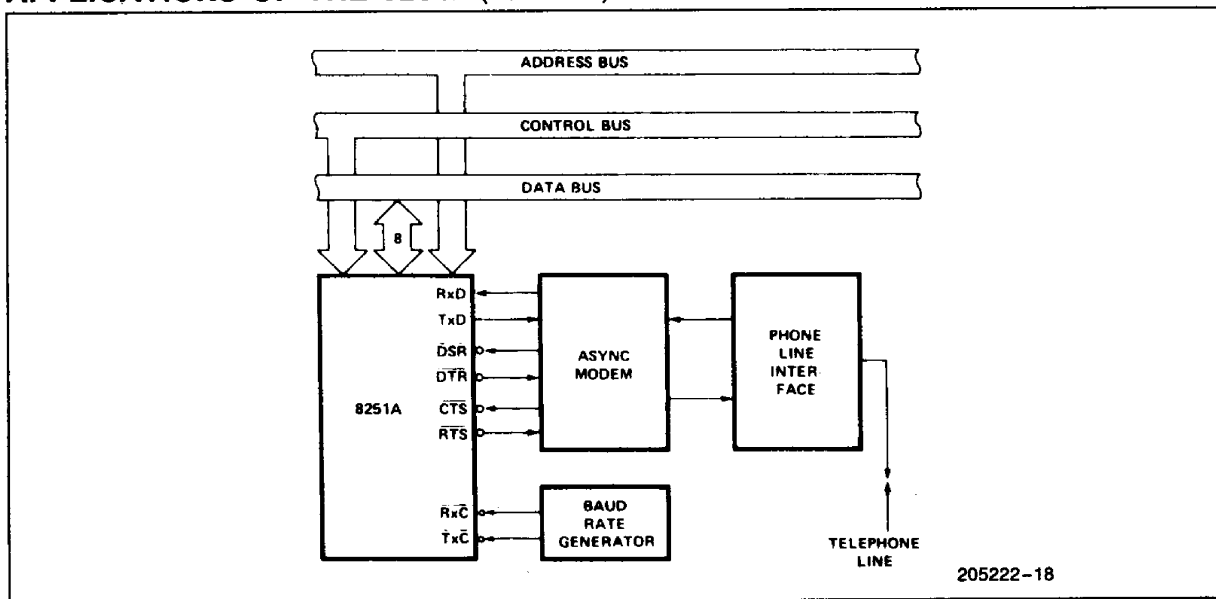 ADDRESS BUS
CONTROL BUS
DATA BUS
8
RxD
TxD
DSR
DTR
CTS
RTS
8251A
RxC
TxC
ASYNC
MODEM
PHONE
LINE
INTER-
FACE
BAUD
RATE
GENERATOR
TELEPHONE
LINE
205222-18